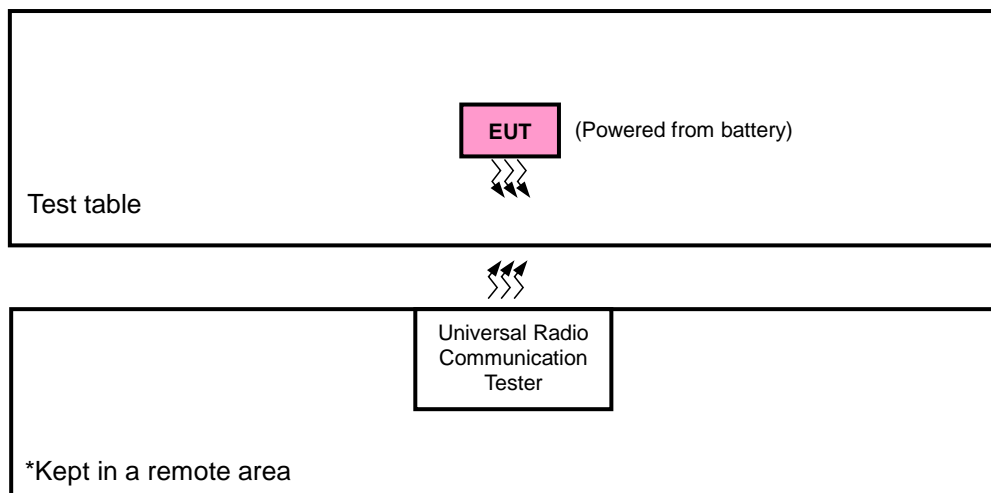 EUT
(Powered from battery)
Test table
Universal Radio
Communication
Tester
*Kept in a remote area